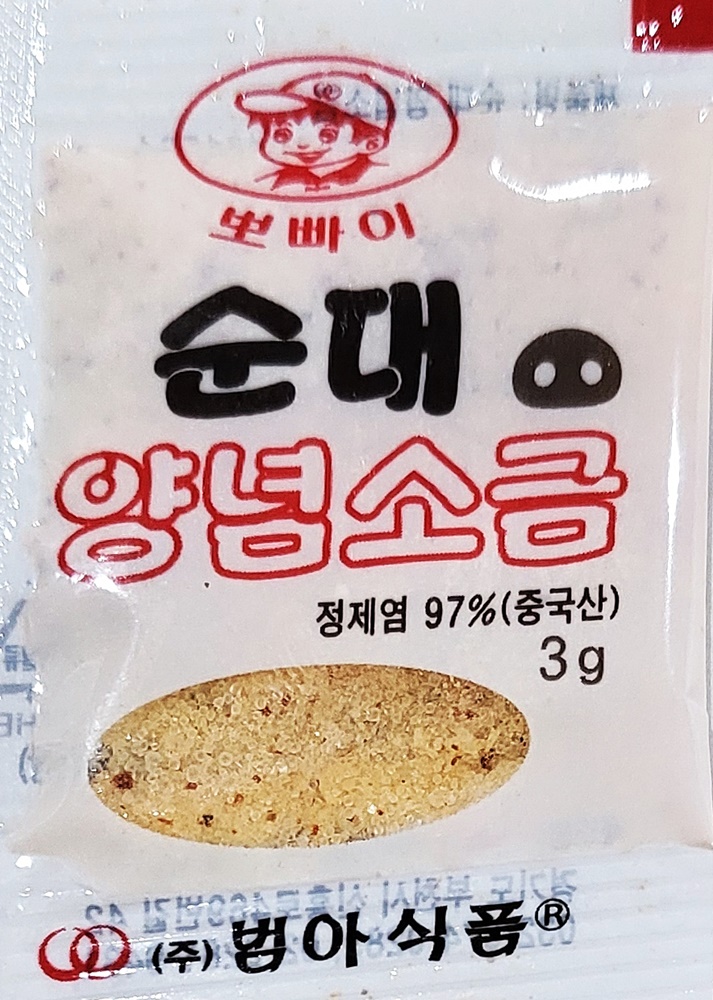 뽀빠이
순대
양념소금
정제염 97%(중국산)
3g
(주) 범아식품®